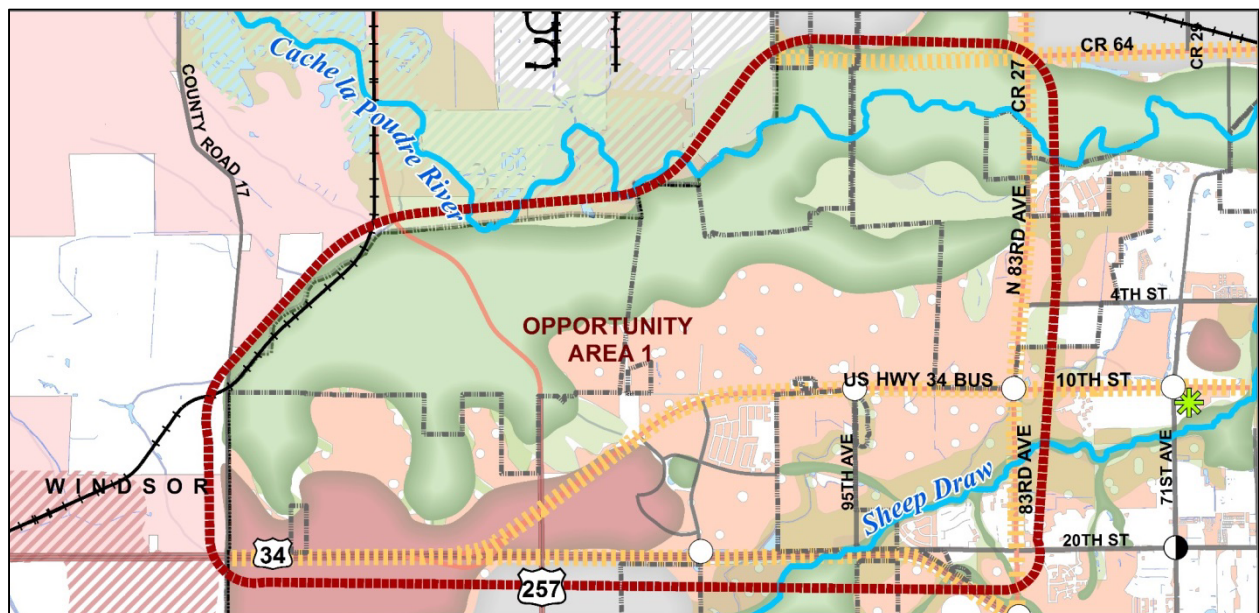 Cache la Poudre River
COUNTY ROAD 17
CR 64
CR 27
CR 29
N 83RD AVE
4TH ST
OPPORTUNITY
AREA 1
US HWY 34 BUS
10TH ST
WINDSOR
95TH AVE
83RD AVE
71ST AVE
Sheep Draw
34
20TH ST
257